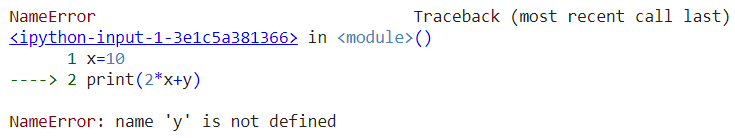 NameError                                 Traceback (most recent call last)
<ipython-input-1-3e1c5a381366> in <module>()
      1 x=10
----> 2 print(2*x+y)
NameError: name 'y' is not defined